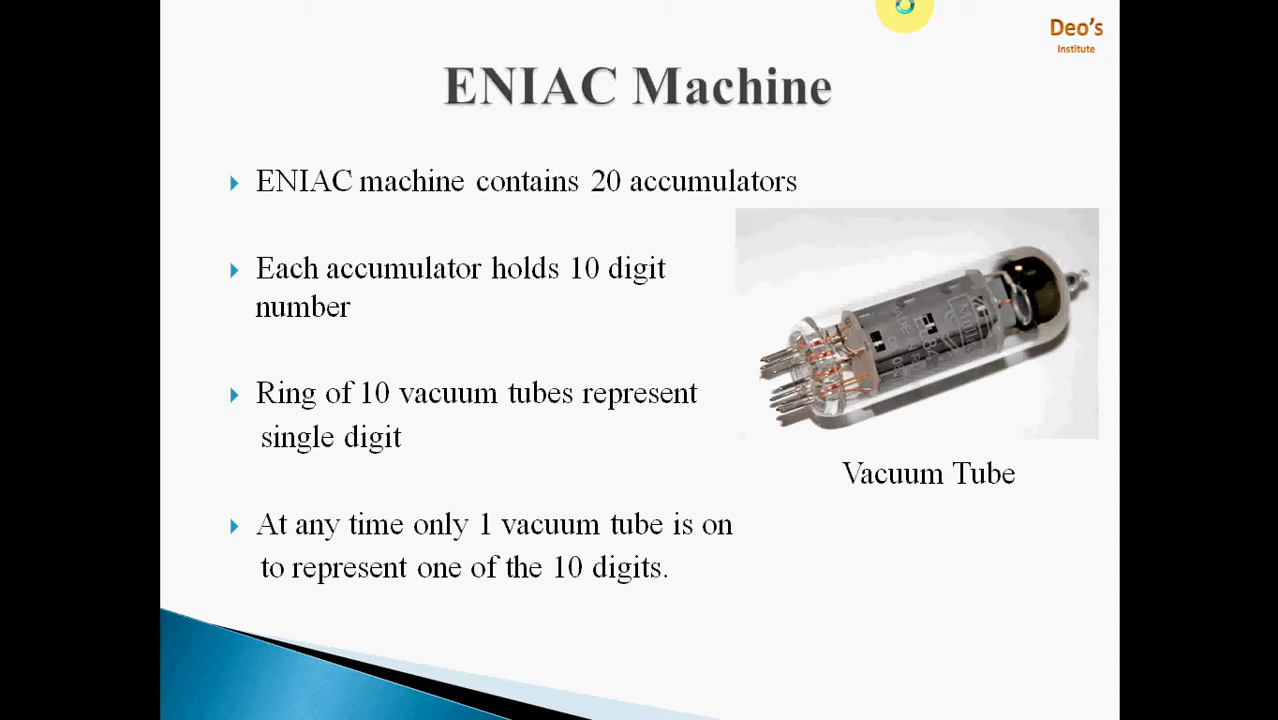 Deo's
Institute
ENIAC Machine
ENIAC machine contains 20 accumulators
Each accumulator holds 10 digit
number
Ring of 10 vacuum tubes represent
single digit
At any time only 1 vacuum tube is on
to represent one of the 10 digits.
Vacuum Tube